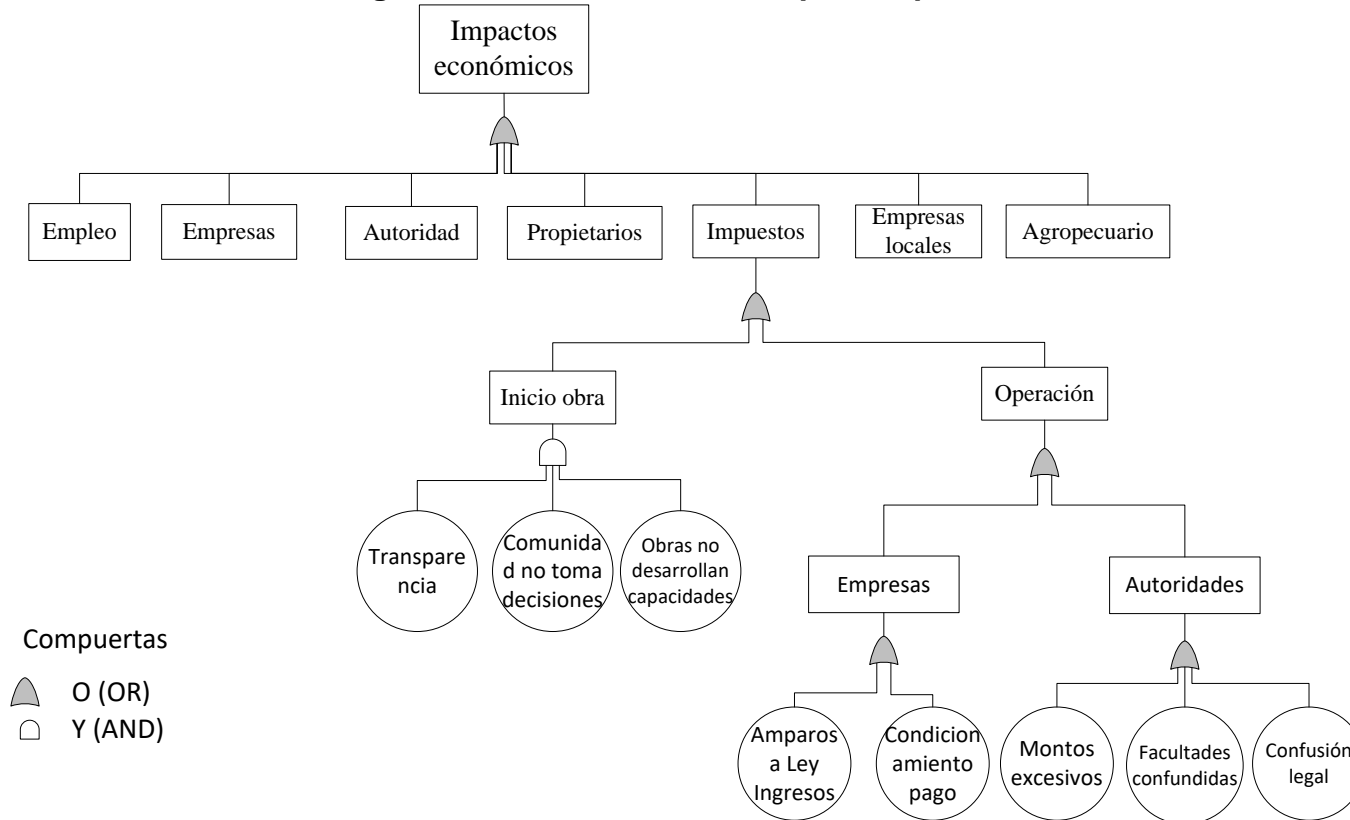 Impactos
económicos
Empleo
Empresas
Autoridad
Propietarios
Impuestos
Empresas
locales
Agropecuario
Inicio obra
Operación
Transpare
ncia
Comunida
d no toma
decisiones
Obras no
desarrollan
capacidades
Empresas
Autoridades
Compuertas
O (OR)
Y (AND)
Amparos
a Ley
Ingresos
Condicion
amiento
pago
Montos
excesivos
Facultades
confundidas
Confusión
legal